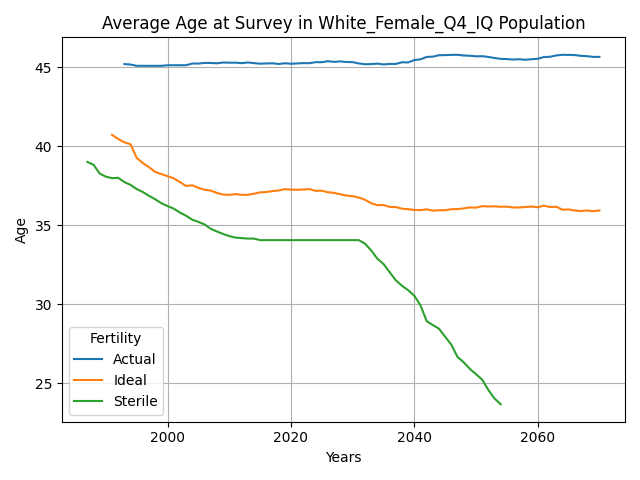 Average Age at Survey in White_Female_Q4_IQ Population
Age
45
40
35
30
25
Fertility
Actual
Ideal
Sterile
2000
2020
2040
2060
Years